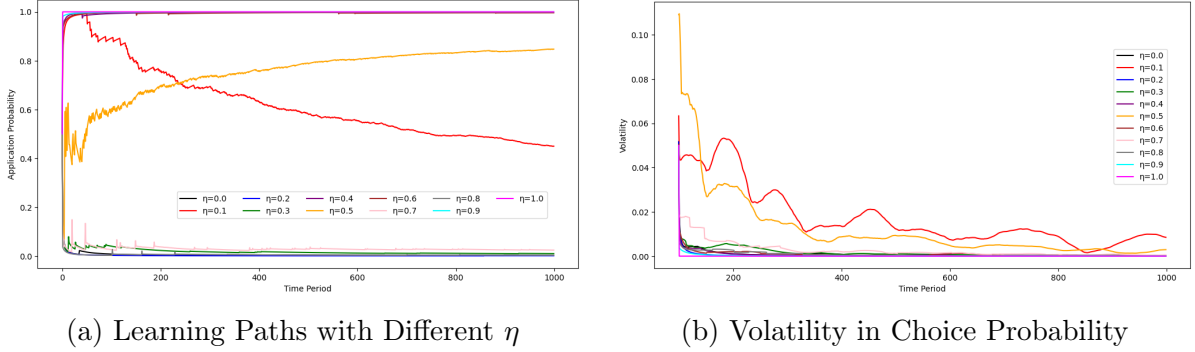 1.0
0.8
0.6
0.4
0.2
0.0
Application Probability
0
200
400
600
800
1000
Time Period
η=0.0
η=0.1
η=0.2
η=0.3
η=0.4
η=0.5
η=0.6
η=0.7
η=0.8
η=0.9
η=1.0
(a) Learning Paths with Different η
0.10
0.08
0.06
0.04
0.02
0.00
Volatility
200
400
600
800
1000
Time Period
η=0.0
η=0.1
η=0.2
η=0.3
η=0.4
η=0.5
η=0.6
η=0.7
η=0.8
η=0.9
η=1.0
(b) Volatility in Choice Probability